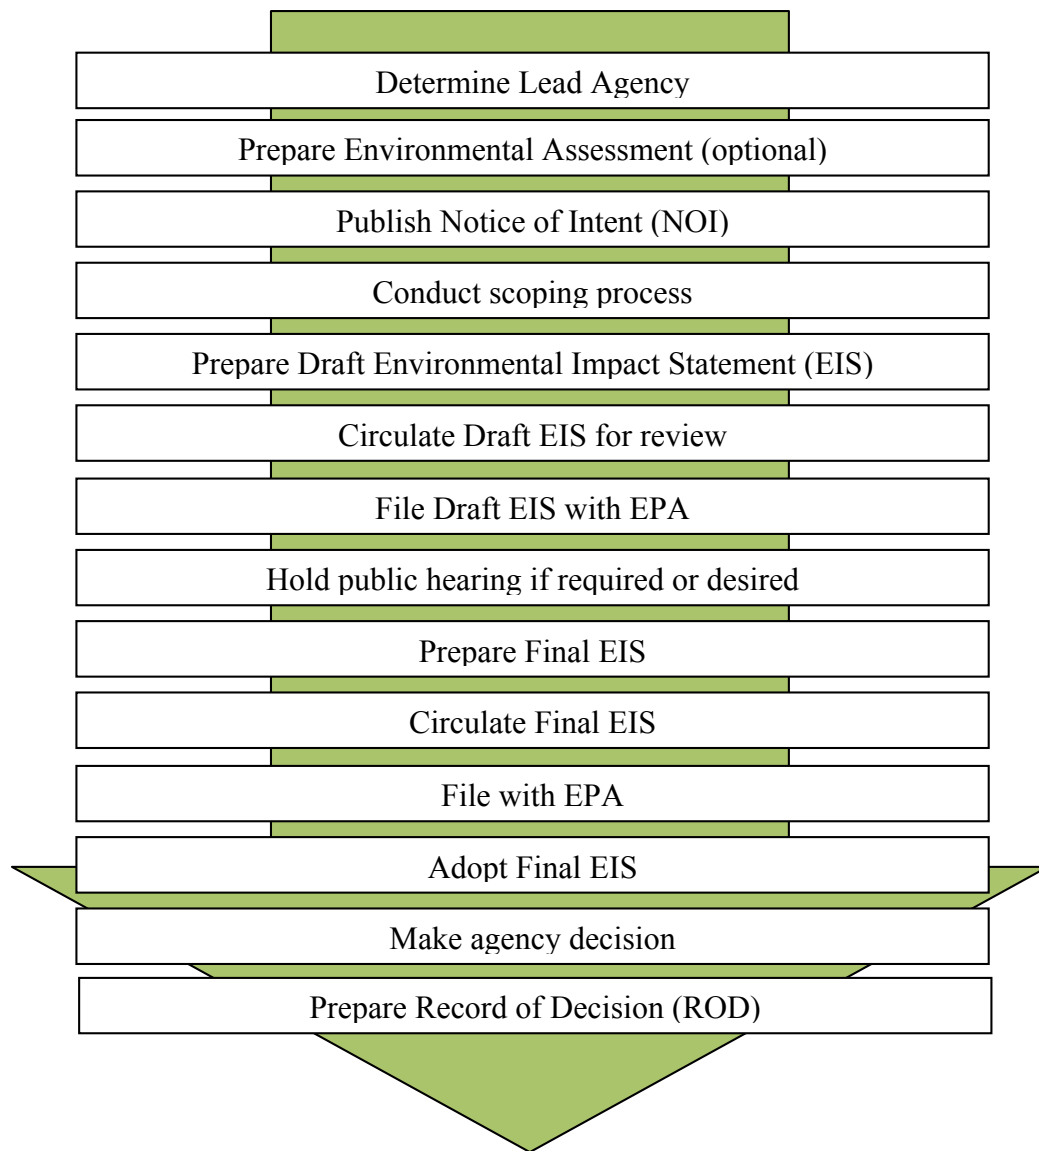 Determine Lead Agency
Prepare Environmental Assessment (optional)
Publish Notice of Intent (NOI)
Conduct scoping process
Prepare Draft Environmental Impact Statement (EIS)
Circulate Draft EIS for review
File Draft EIS with EPA
Hold public hearing if required or desired
Prepare Final EIS
Circulate Final EIS
File with EPA
Adopt Final EIS
Make agency decision
Prepare Record of Decision (ROD)